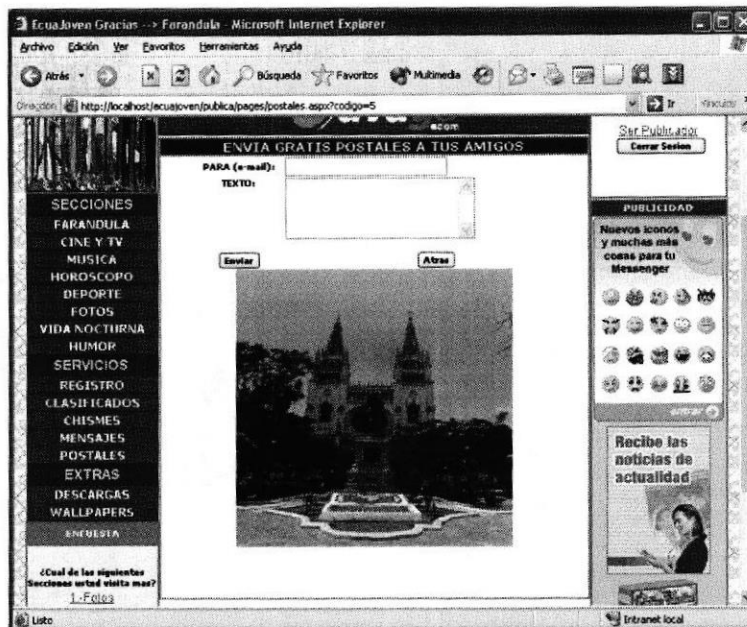 EcuaJoven Gracias --> Farandula - Microsoft Internet Explorer
Archivo Edición Ver Favoritos Herramientas Ayuda
Atrás Búsqueda Favoritos Multimedia
Dirección http://localhost/ecuajoven/publica/pages/postales.aspx?codigo=5 Ir Vínculos
ENVIA GRATIS POSTALES A TUS AMIGOS
PARA (e-mail):
TEXTO:
Enviar Atras
SECCIONES
FARANDULA
CINE Y TV
MUSICA
HOROSCOPO
DEPORTE
FOTOS
VIDA NOCTURNA
HUMOR
SERVICIOS
REGISTRO
CLASIFICADOS
CHISMES
MENSAJES
POSTALES
EXTRAS
DESCARGAS
WALLPAPERS
ENCUESTA
¿Cual de las siguientes
Secciones usted visita mas?
1.-Fotos
Ser Publicador
Cerrar Sesion
PUBLICIDAD
Nuevos iconos
y muchas más
cosas para tu
Messenger
entrar
Recibe las
noticias de
actualidad
Listo Intranet local